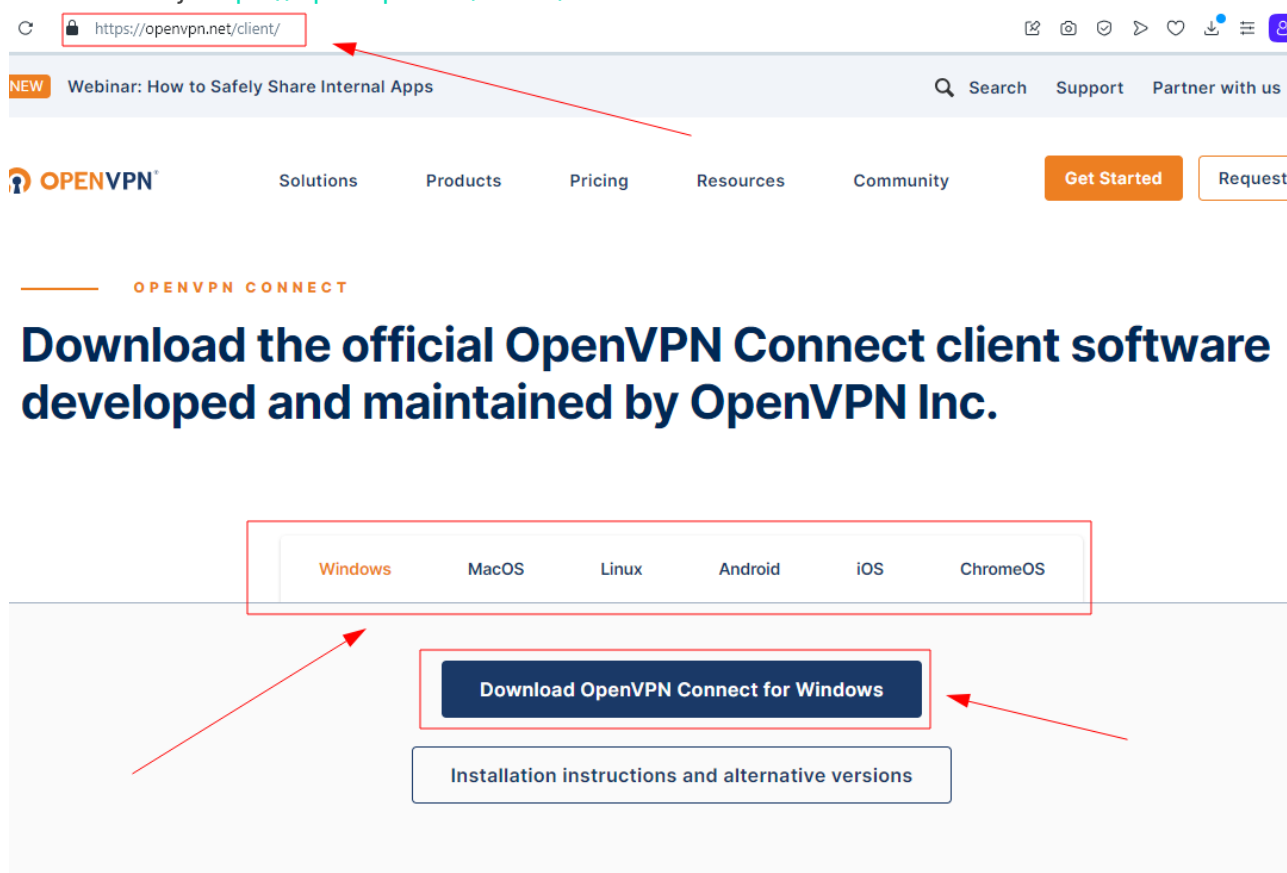 https://openvpn.net/client/
NEW Webinar: How to Safely Share Internal Apps Search Support Partner with us
OPENVPN® Solutions Products Pricing Resources Community Get Started Request
OPENVPN CONNECT
Download the official OpenVPN Connect client software
developed and maintained by OpenVPN Inc.
Windows MacOS Linux Android iOS ChromeOS
Download OpenVPN Connect for Windows
Installation instructions and alternative versions